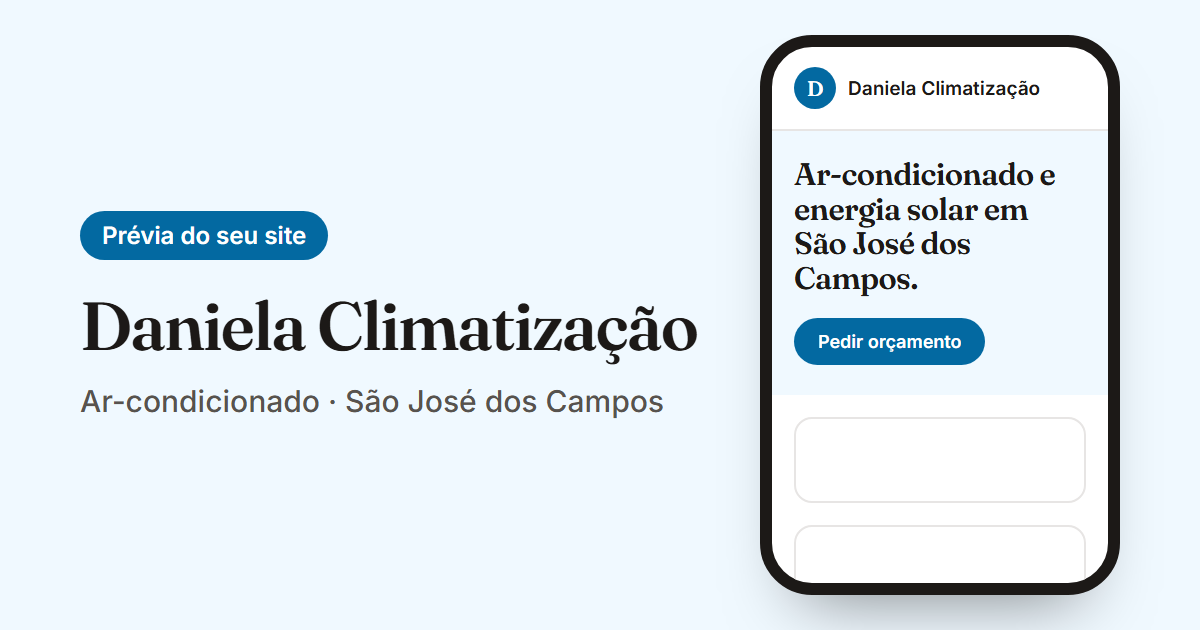 Prévia do seu site
Daniela Climatização
Ar-condicionado · São José dos Campos
D
Daniela Climatização
Ar-condicionado e
energia solar em
São José dos
Campos.
Pedir orçamento